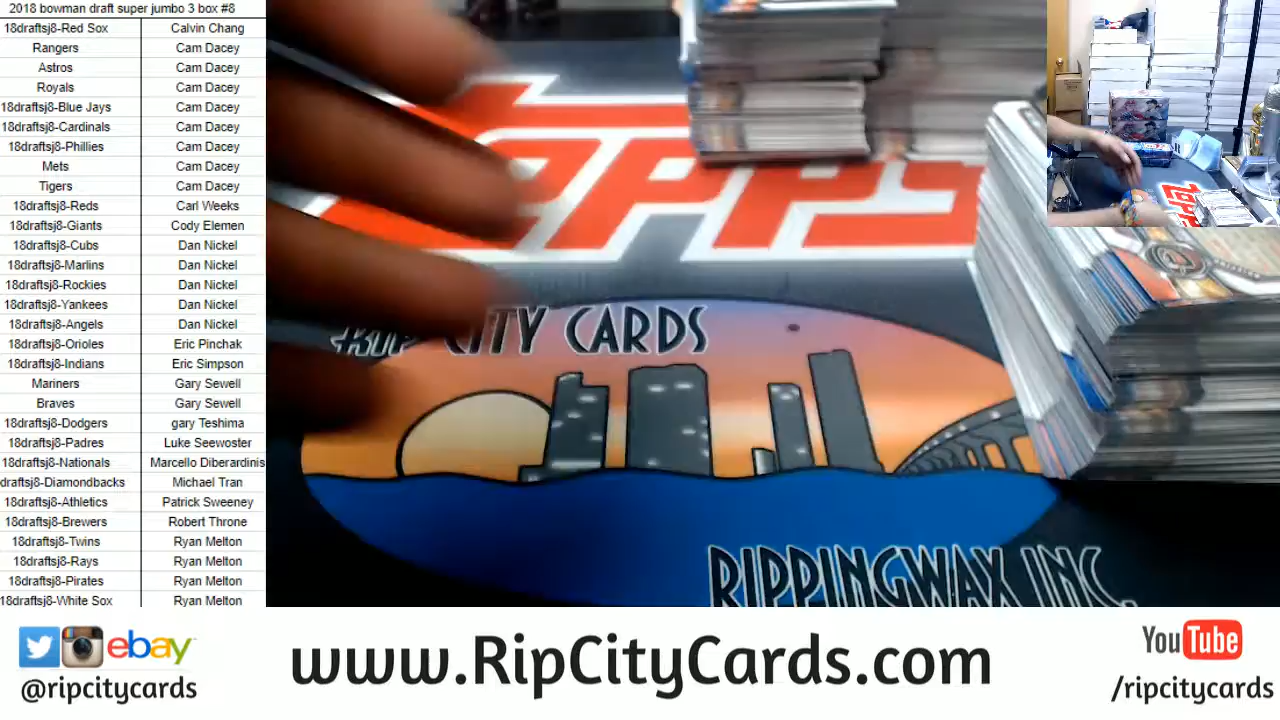 2018 bowman draft super jumbo 3 box #8
18draftsj8-Red Sox Calvin Chang
Rangers Cam Dacey
Astros Cam Dacey
Royals Cam Dacey
18draftsj8-Blue Jays Cam Dacey
18draftsj8-Cardinals Cam Dacey
18draftsj8-Phillies Cam Dacey
Mets Cam Dacey
Tigers Cam Dacey
18draftsj8-Reds Carl Weeks
18draftsj8-Giants Cody Elemen
18draftsj8-Cubs Dan Nickel
18draftsj8-Marlins Dan Nickel
18draftsj8-Rockies Dan Nickel
18draftsj8-Yankees Dan Nickel
18draftsj8-Angels Dan Nickel
18draftsj8-Orioles Eric Pinchak
18draftsj8-Indians Eric Simpson
Mariners Gary Sewell
Braves Gary Sewell
18draftsj8-Dodgers gary Teshima
18draftsj8-Padres Luke Seewoster
18draftsj8-Nationals Marcello Diberardinis
draftsj8-Diamondbacks Michael Tran
18draftsj8-Athletics Patrick Sweeney
18draftsj8-Brewers Robert Throne
18draftsj8-Twins Ryan Melton
18draftsj8-Rays Ryan Melton
18draftsj8-Pirates Ryan Melton
18draftsj8-White Sox Ryan Melton
Topps
RIP CITY CARDS
RIPPINGWAX INC.
ebay
@ripcitycards
www.RipCityCards.com
YouTube
/ripcitycards